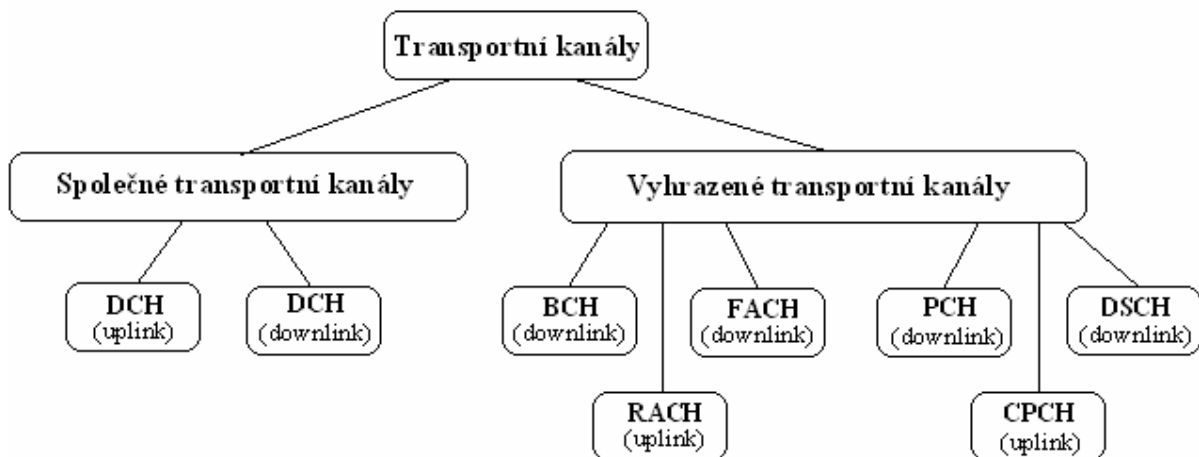 Transportní kanály
Společné transportní kanály
Vyhrazené transportní kanály
DCH
(uplink)
DCH
(downlink)
BCH
(downlink)
FACH
(downlink)
PCH
(downlink)
DSCH
(downlink)
RACH
(uplink)
CPCH
(uplink)